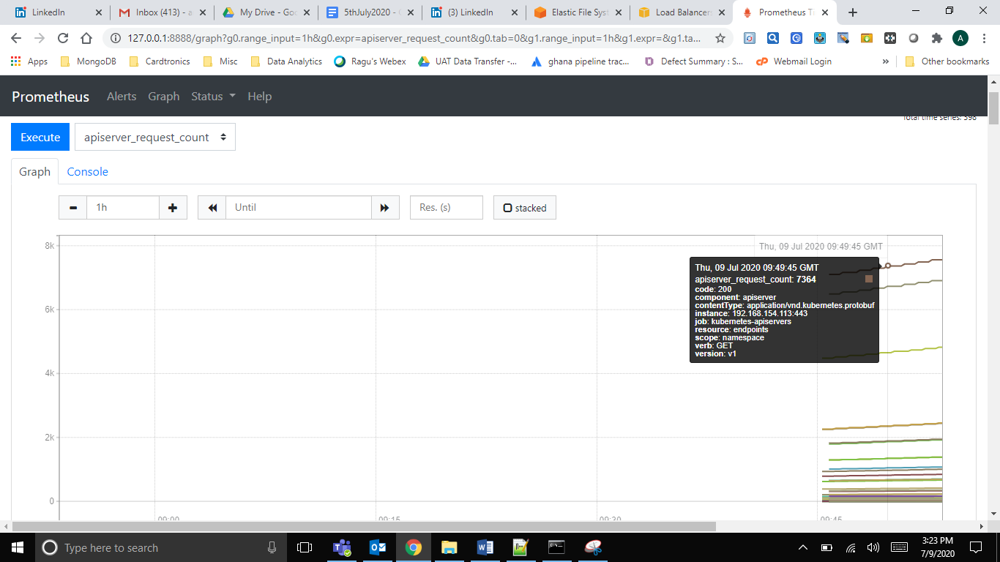 LinkedIn
Inbox (413) - a
My Drive - Goo
5thJuly2020 - G
(3) LinkedIn
Elastic File Syst
Load Balancers
Prometheus Ti
127.0.0.1:8888/graph?g0.range_input=1h&g0.expr=apiserver_request_count&g0.tab=0&g1.range_input=1h&g1.expr=&g1.ta...
A
Apps
MongoDB
Cardtronics
Misc
Data Analytics
Ragu's Webex
UAT Data Transfer -...
ghana pipeline trac...
Defect Summary : S...
Webmail Login
»
Other bookmarks
Prometheus
Alerts
Graph
Status
Help
Total time series: 398
Execute
apiserver_request_count
Graph
Console
1h
Until
Res. (s)
stacked
8k
6k
4k
2k
0
Thu, 09 Jul 2020 09:49:45 GMT
Thu, 09 Jul 2020 09:49:45 GMT
apiserver_request_count: 7364
code: 200
component: apiserver
contentType: application/vnd.kubernetes.protobuf
instance: 192.168.154.113:443
job: kubernetes-apiservers
resource: endpoints
scope: namespace
verb: GET
version: v1
09:00
09:15
09:30
09:45
Type here to search
3:23 PM
7/9/2020